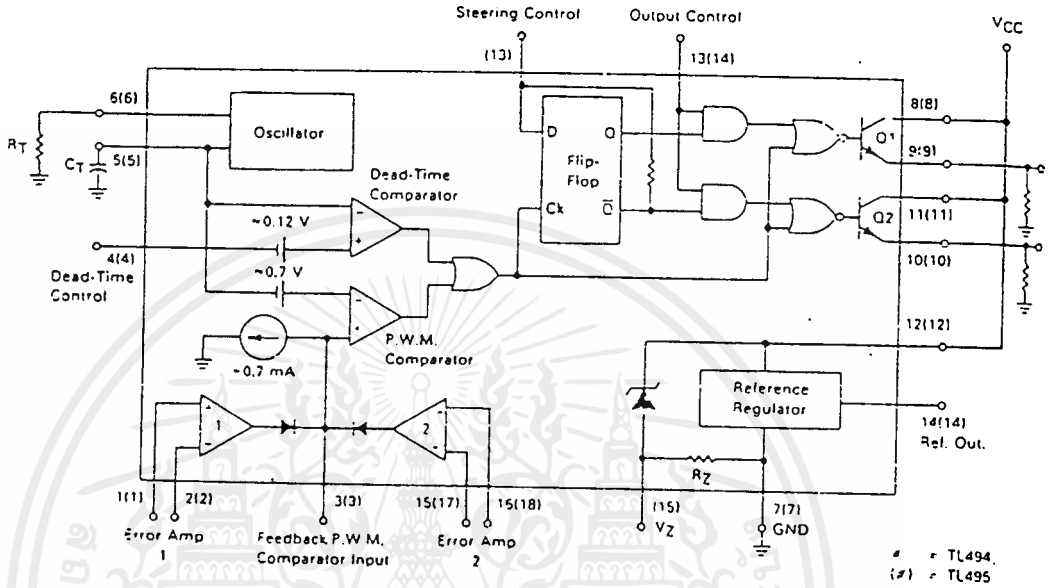 Steering Control
Output Control
VCC
(13)
13(14)
6(6)
Oscillator
RT
CT
5(5)
D
Q
Flip-
Flop
Ck
Q̅
8(8)
Q1
9(9)
11(11)
Q2
10(10)
Dead-Time
Comparator
~0.12 V
4(4)
~0.7 V
Dead-Time
Control
P.W.M.
Comparator
~0.7 mA
12(12)
Reference
Regulator
14(14)
Ref. Out.
1
2
RZ
1(1)
2(2)
3(3)
15(17)
15(18)
(15)
7(7)
VZ
GND
Error Amp
1
Feedback P.W.M.
Comparator Input
Error Amp
2
# = TL494
(#) = TL495